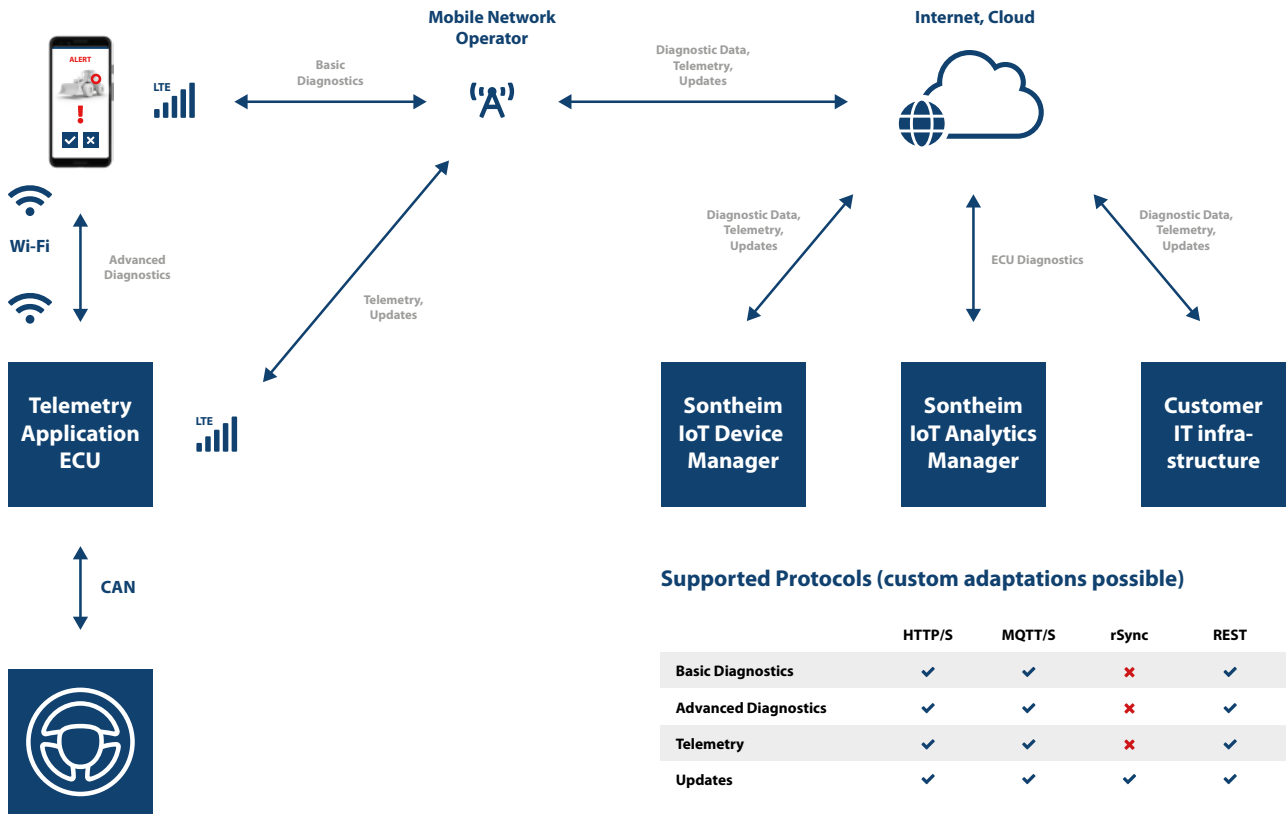 Mobile Network
Operator
Internet, Cloud
ALERT
LTE
Basic
Diagnostics
Diagnostic Data,
Telemetry,
Updates
Wi-Fi
Advanced
Diagnostics
Telemetry,
Updates
Diagnostic Data,
Telemetry,
Updates
ECU Diagnostics
Diagnostic Data,
Telemetry,
Updates
Telemetry
Application
ECU
LTE
Sontheim
IoT Device
Manager
Sontheim
IoT Analytics
Manager
Customer
IT infra-
structure
CAN
Supported Protocols (custom adaptations possible)
HTTP/S MQTT/S rSync REST
Basic Diagnostics ✔ ✔ ✖ ✔
Advanced Diagnostics ✔ ✔ ✖ ✔
Telemetry ✔ ✔ ✖ ✔
Updates ✔ ✔ ✔ ✔